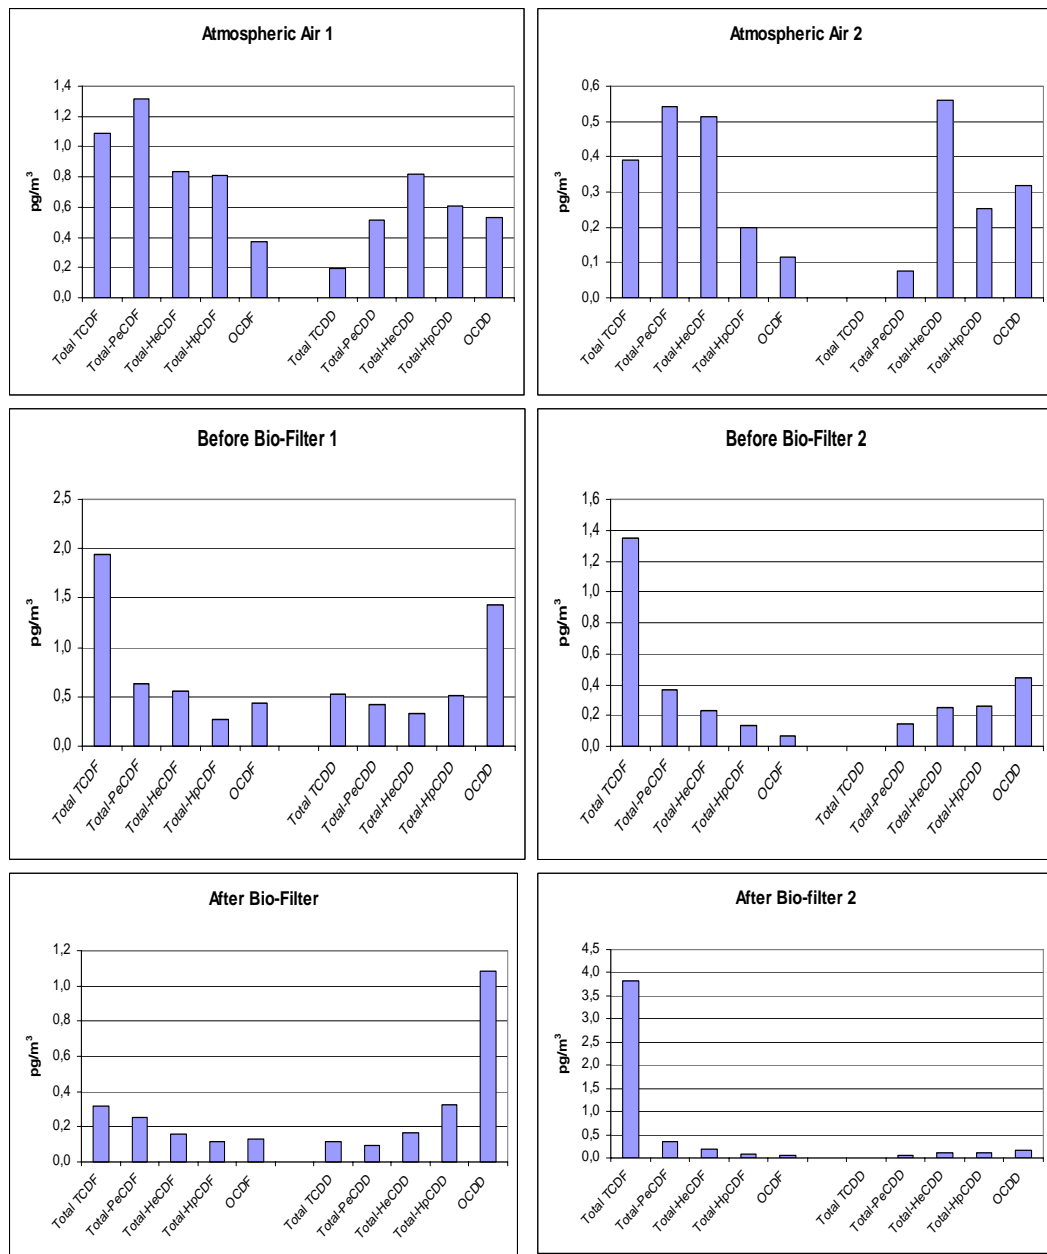 Atmospheric Air 1
pg/m³
1,4
1,2
1,0
0,8
0,6
0,4
0,2
0,0
Total TCDF
Total-PeCDF
Total-HeCDF
Total-HpCDF
OCDF
Total TCDD
Total-PeCDD
Total-HeCDD
Total-HpCDD
OCDD
Atmospheric Air 2
pg/m³
0,6
0,5
0,4
0,3
0,2
0,1
0,0
Total TCDF
Total-PeCDF
Total-HeCDF
Total-HpCDF
OCDF
Total TCDD
Total-PeCDD
Total-HeCDD
Total-HpCDD
OCDD
Before Bio-Filter 1
pg/m³
2,5
2,0
1,5
1,0
0,5
0,0
Total TCDF
Total-PeCDF
Total-HeCDF
Total-HpCDF
OCDF
Total TCDD
Total-PeCDD
Total-HeCDD
Total-HpCDD
OCDD
Before Bio-Filter 2
pg/m³
1,6
1,4
1,2
1,0
0,8
0,6
0,4
0,2
0,0
Total TCDF
Total-PeCDF
Total-HeCDF
Total-HpCDF
OCDF
Total TCDD
Total-PeCDD
Total-HeCDD
Total-HpCDD
OCDD
After Bio-Filter
pg/m³
1,2
1,0
0,8
0,6
0,4
0,2
0,0
Total TCDF
Total-PeCDF
Total-HeCDF
Total-HpCDF
OCDF
Total TCDD
Total-PeCDD
Total-HeCDD
Total-HpCDD
OCDD
After Bio-filter 2
pg/m³
4,5
4,0
3,5
3,0
2,5
2,0
1,5
1,0
0,5
0,0
Total TCDF
Total-PeCDF
Total-HeCDF
Total-HpCDF
OCDF
Total TCDD
Total-PeCDD
Total-HeCDD
Total-HpCDD
OCDD